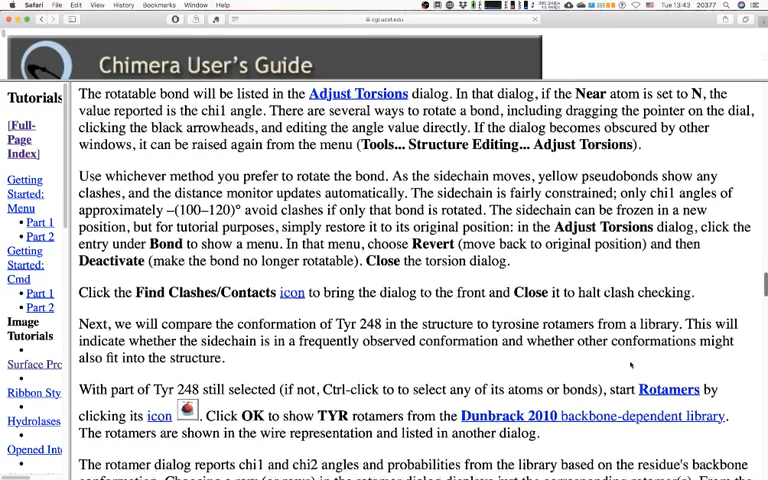 Safari File Edit View History Bookmarks Window Help
Tue 13:43 20377
cgl.ucsf.edu
Chimera User's Guide
Tutorials
[Full-
Page
Index]
Getting
Started:
Menu
• Part 1
• Part 2
Getting
Started:
Cmd
• Part 1
• Part 2
Image
Tutorials
•
Surface Pro
•
Ribbon Sty
•
Hydrolases
•
Opened Int
•
The rotatable bond will be listed in the Adjust Torsions dialog. In that dialog, if the Near atom is set to N, the
value reported is the chi1 angle. There are several ways to rotate a bond, including dragging the pointer on the dial,
clicking the black arrowheads, and editing the angle value directly. If the dialog becomes obscured by other
windows, it can be raised again from the menu (Tools... Structure Editing... Adjust Torsions).
Use whichever method you prefer to rotate the bond. As the sidechain moves, yellow pseudobonds show any
clashes, and the distance monitor updates automatically. The sidechain is fairly constrained; only chi1 angles of
approximately –(100–120)° avoid clashes if only that bond is rotated. The sidechain can be frozen in a new
position, but for tutorial purposes, simply restore it to its original position: in the Adjust Torsions dialog, click the
entry under Bond to show a menu. In that menu, choose Revert (move back to original position) and then
Deactivate (make the bond no longer rotatable). Close the torsion dialog.
Click the Find Clashes/Contacts icon to bring the dialog to the front and Close it to halt clash checking.
Next, we will compare the conformation of Tyr 248 in the structure to tyrosine rotamers from a library. This will
indicate whether the sidechain is in a frequently observed conformation and whether other conformations might
also fit into the structure.
With part of Tyr 248 still selected (if not, Ctrl-click to to select any of its atoms or bonds), start Rotamers by
clicking its icon . Click OK to show TYR rotamers from the Dunbrack 2010 backbone-dependent library.
The rotamers are shown in the wire representation and listed in another dialog.
The rotamer dialog reports chi1 and chi2 angles and probabilities from the library based on the residue's backbone